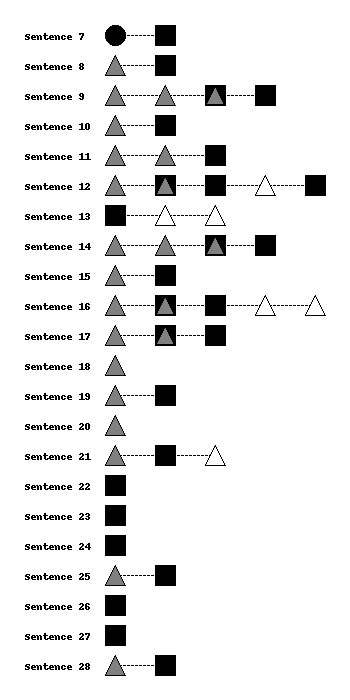 Sentence 7
Sentence 8
Sentence 9
Sentence 10
Sentence 11
Sentence 12
Sentence 13
Sentence 14
Sentence 15
Sentence 16
Sentence 17
Sentence 18
Sentence 19
Sentence 20
Sentence 21
Sentence 22
Sentence 23
Sentence 24
Sentence 25
Sentence 26
Sentence 27
Sentence 28